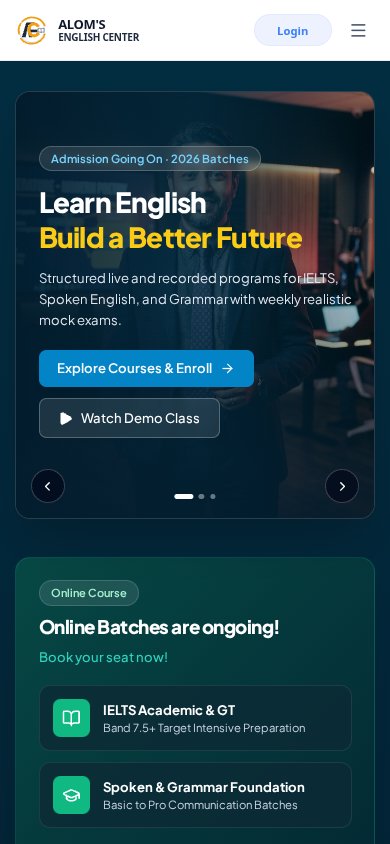 ALOM'S
ENGLISH CENTER
Login
Admission Going On · 2026 Batches
Learn English
Build a Better Future
Structured live and recorded programs for IELTS,
Spoken English, and Grammar with weekly realistic
mock exams.
Explore Courses & Enroll
Watch Demo Class
Online Course
Online Batches are ongoing!
Book your seat now!
IELTS Academic & GT
Band 7.5+ Target Intensive Preparation
Spoken & Grammar Foundation
Basic to Pro Communication Batches